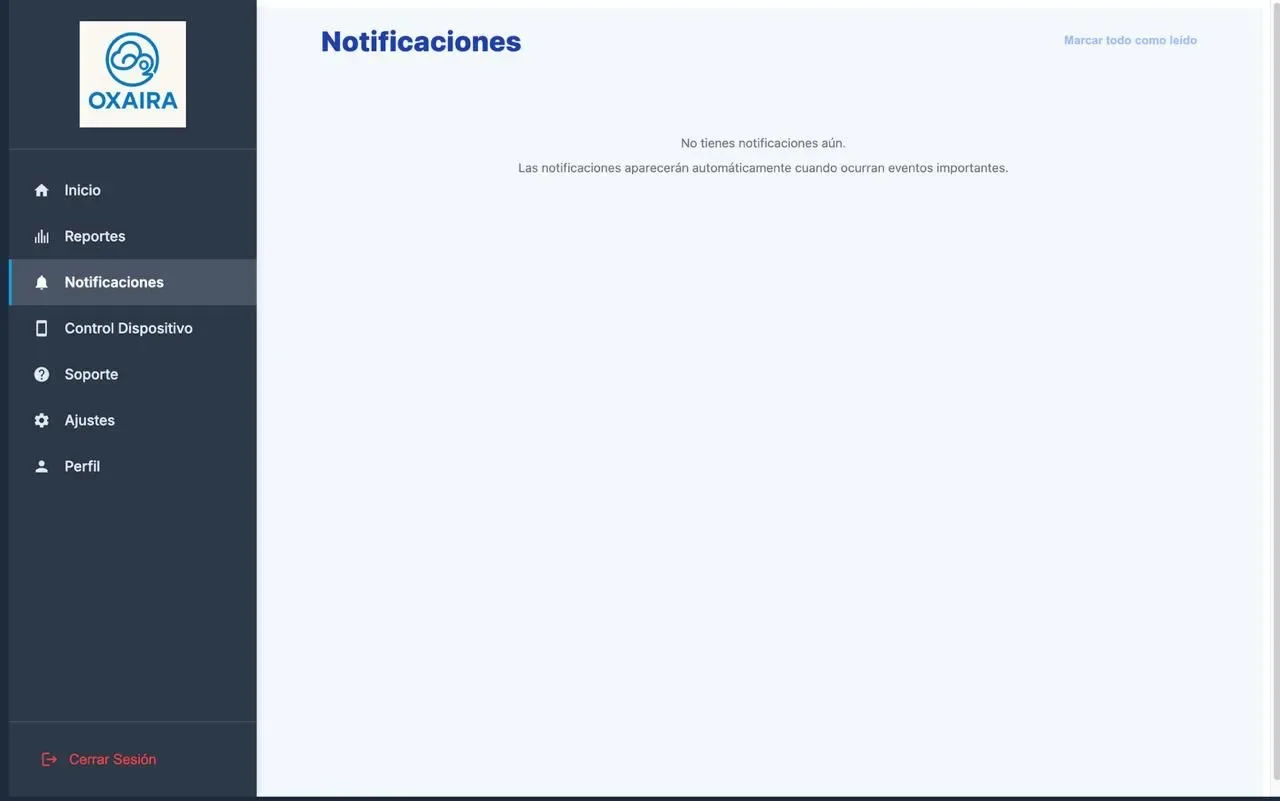 OXAIRA
Inicio
Reportes
Notificaciones
Control Dispositivo
Soporte
Ajustes
Perfil
Cerrar Sesión
Notificaciones
Marcar todo como leído
No tienes notificaciones aún.
Las notificaciones aparecerán automáticamente cuando ocurran eventos importantes.